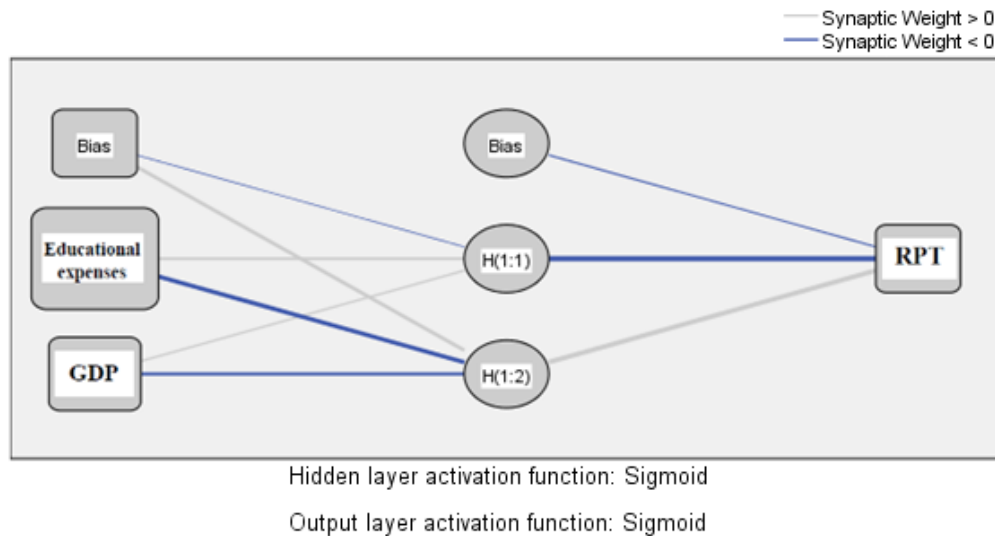 Synaptic Weight > 0
Synaptic Weight < 0
Bias
Bias
Educational
expenses
H(1:1)
RPT
GDP
H(1:2)
Hidden layer activation function: Sigmoid
Output layer activation function: Sigmoid